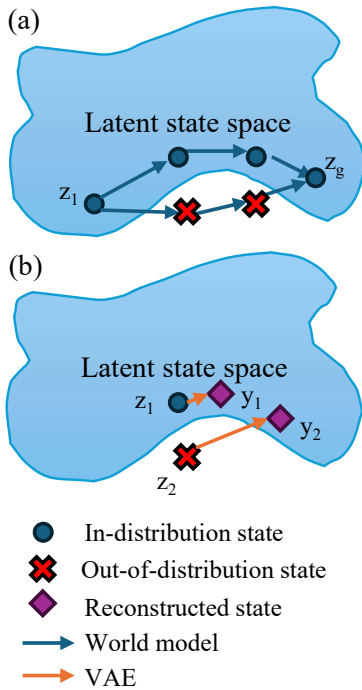 (a)
Latent state space
z1
zg
(b)
Latent state space
z1
y1
y2
z2
In-distribution state
Out-of-distribution state
Reconstructed state
World model
VAE